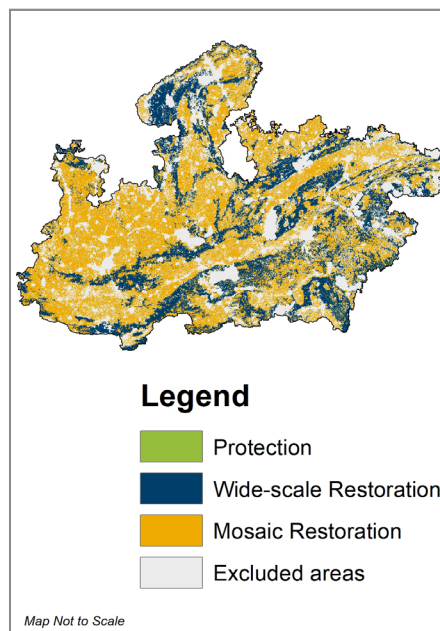 Legend
Protection
Wide-scale Restoration
Mosaic Restoration
Excluded areas
Map Not to Scale